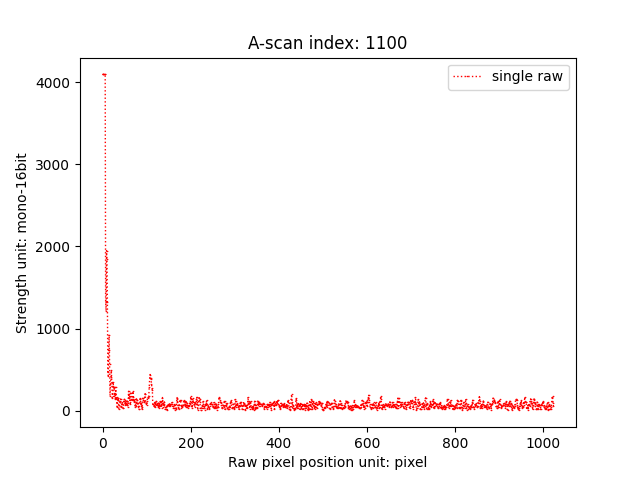 A-scan index: 1100
single raw
4000
3000
2000
1000
0
Strength unit: mono-16bit
0 200 400 600 800 1000
Raw pixel position unit: pixel